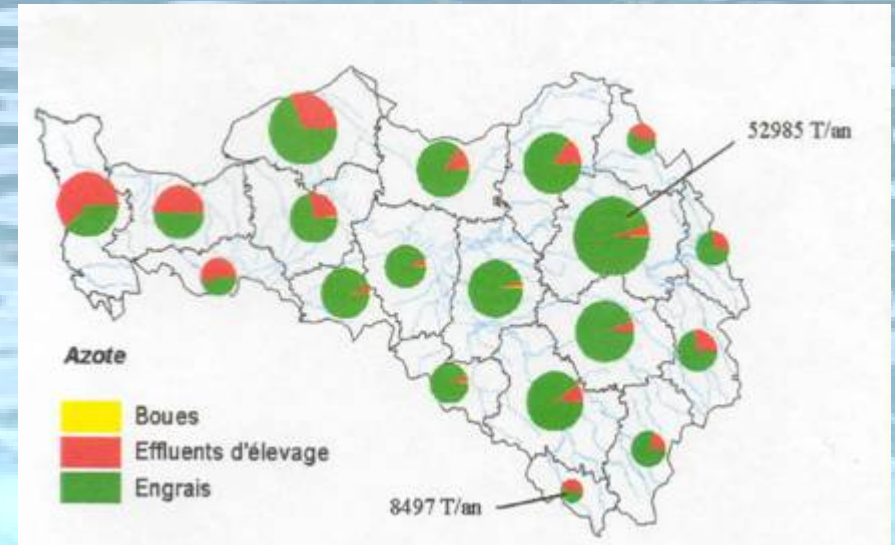 52985 T/an
Azote
Boues
Effluents d'élevage
Engrais
8497 T/an